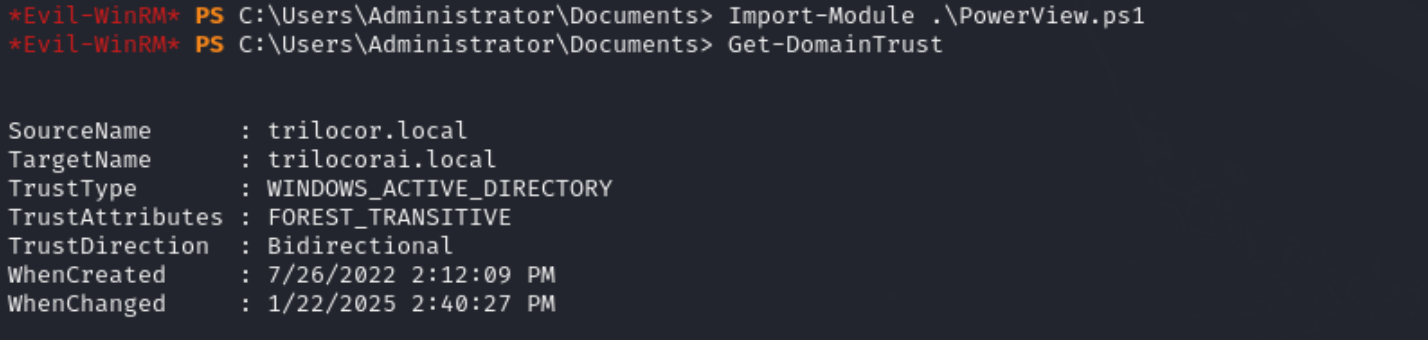 *Evil-WinRM* PS C:\Users\Administrator\Documents> Import-Module .\PowerView.ps1
*Evil-WinRM* PS C:\Users\Administrator\Documents> Get-DomainTrust
SourceName      : trilocor.local
TargetName      : trilocorai.local
TrustType       : WINDOWS_ACTIVE_DIRECTORY
TrustAttributes : FOREST_TRANSITIVE
TrustDirection  : Bidirectional
WhenCreated     : 7/26/2022 2:12:09 PM
WhenChanged     : 1/22/2025 2:40:27 PM